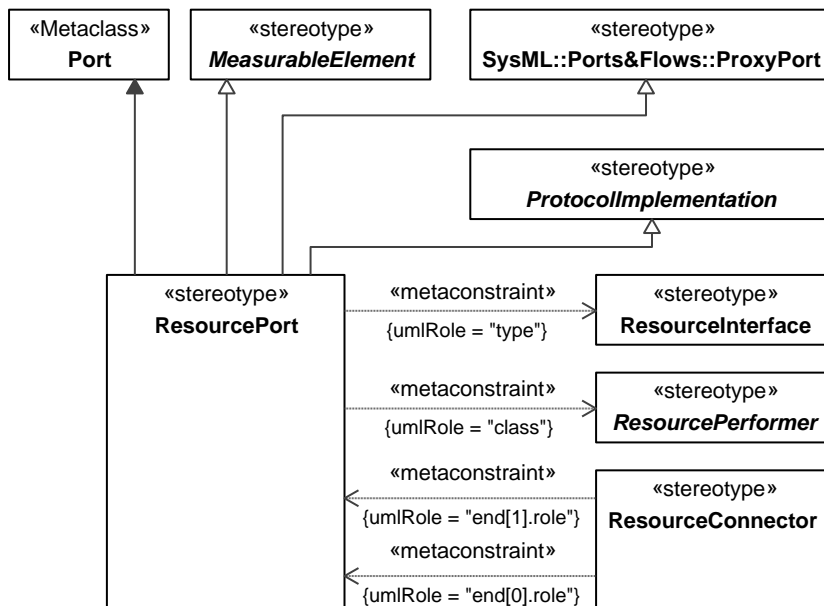 «Metaclass»
Port
«stereotype»
MeasurableElement
«stereotype»
SysML::Ports&Flows::ProxyPort
«stereotype»
ProtocolImplementation
«stereotype»
ResourcePort
«metaconstraint»
{umlRole = "type"}
«stereotype»
ResourceInterface
«metaconstraint»
{umlRole = "class"}
«stereotype»
ResourcePerformer
«metaconstraint»
{umlRole = "end[1].role"}
«stereotype»
ResourceConnector
«metaconstraint»
{umlRole = "end[0].role"}